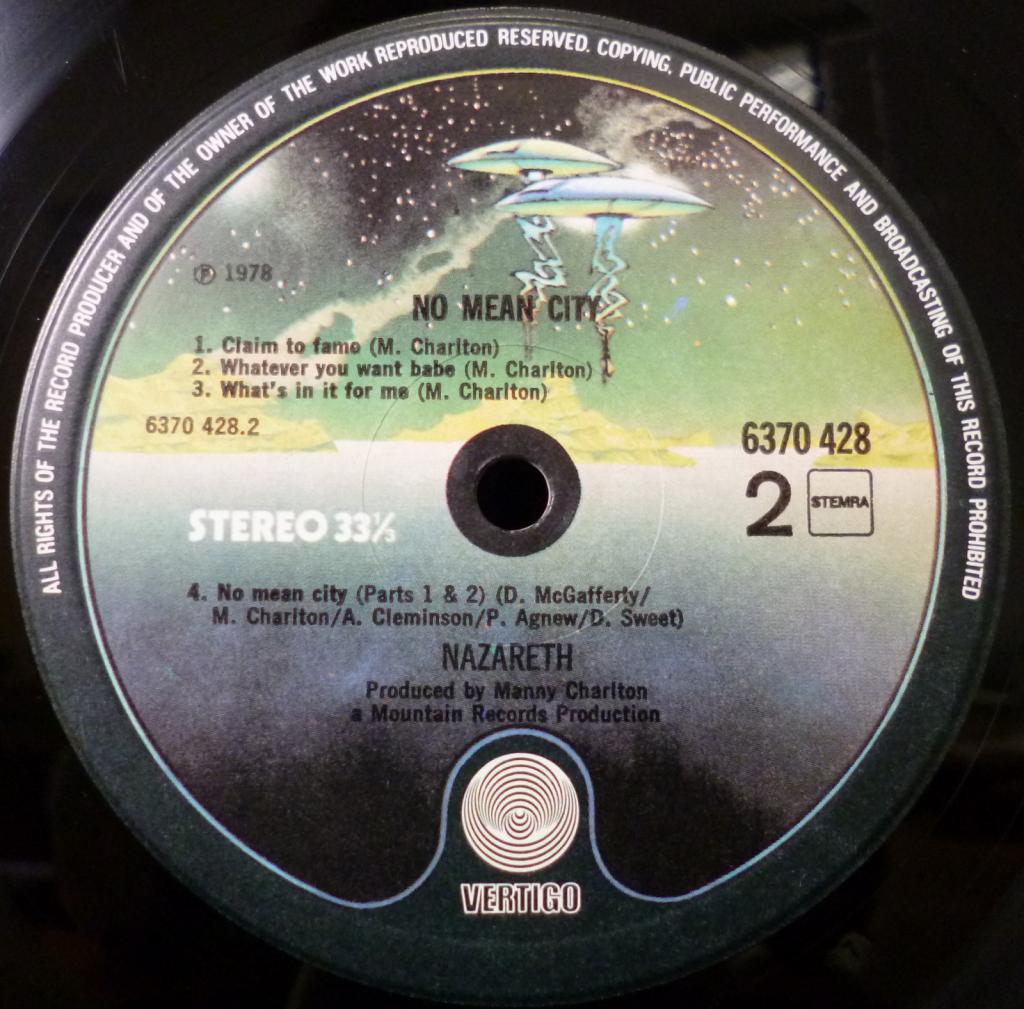 ALL RIGHTS OF THE RECORD PRODUCER AND OF THE OWNER OF THE WORK REPRODUCED RESERVED. COPYING, PUBLIC PERFORMANCE AND BROADCASTING OF THIS RECORD PROHIBITED
℗ 1978
NO MEAN CITY
1. Claim to fame (M. Charlton)
2. Whatever you want babe (M. Charlton)
3. What's in it for me (M. Charlton)
6370 428.2
6370 428
2 STEMRA
STEREO 33⅓
4. No mean city (Parts 1 & 2) (D. McGafferty/
M. Charlton/A. Cleminson/P. Agnew/D. Sweet)
NAZARETH
Produced by Manny Charlton
a Mountain Records Production
VERTIGO